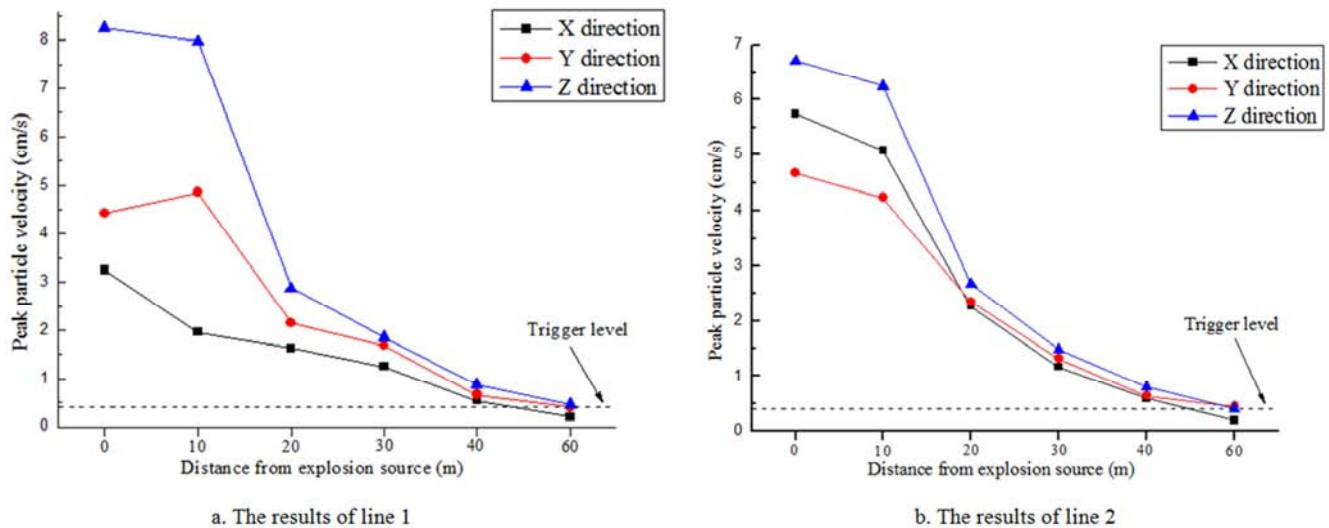 8
7
6
5
4
3
2
1
0
Peak particle velocity (cm/s)
X direction
Y direction
Z direction
Trigger level
0 10 20 30 40 60
Distance from explosion source (m)
a. The results of line 1
7
6
5
4
3
2
1
0
Peak particle velocity (cm/s)
X direction
Y direction
Z direction
Trigger level
0 10 20 30 40 60
Distance from explosion source (m)
b. The results of line 2